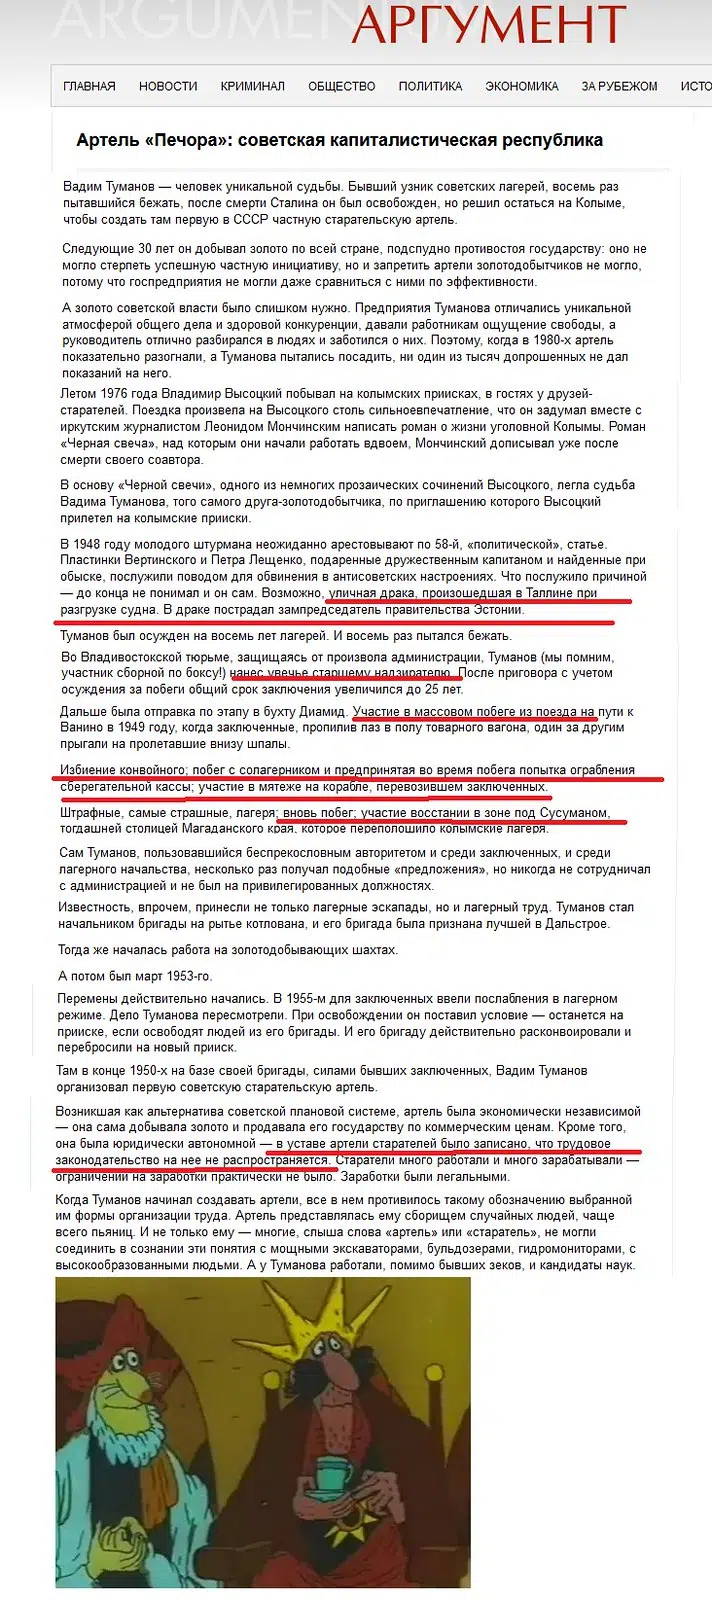 ARGUMENT
АРГУМЕНТ
ГЛАВНАЯ НОВОСТИ КРИМИНАЛ ОБЩЕСТВО ПОЛИТИКА ЭКОНОМИКА ЗА РУБЕЖОМ ИСТО
Артель «Печора»: советская капиталистическая республика
Вадим Туманов — человек уникальной судьбы. Бывший узник советских лагерей, восемь раз
пытавшийся бежать, после смерти Сталина он был освобожден, но решил остаться на Колыме,
чтобы создать там первую в СССР частную старательскую артель.
Следующие 30 лет он добывал золото по всей стране, подспудно противостоя государству: оно не
могло стерпеть успешную частную инициативу, но и запретить артели золотодобытчиков не могло,
потому что госпредприятия не могли даже сравниться с ними по эффективности.
А золото советской власти было слишком нужно. Предприятия Туманова отличались уникальной
атмосферой общего дела и здоровой конкуренции, давали работникам ощущение свободы, а
руководитель отлично разбирался в людях и заботился о них. Поэтому, когда в 1980-х артель
показательно разогнали, а Туманова пытались посадить, ни один из тысяч допрошенных не дал
показаний на него.
Летом 1976 года Владимир Высоцкий побывал на колымских приисках, в гостях у друзей-
старателей. Поездка произвела на Высоцкого столь сильноевпечатление, что он задумал вместе с
иркутским журналистом Леонидом Мончинским написать роман о жизни уголовной Колымы. Роман
«Черная свеча», над которым они начали работать вдвоем, Мончинский дописывал уже после
смерти своего соавтора.
В основу «Черной свечи», одного из немногих прозаических сочинений Высоцкого, легла судьба
Вадима Туманова, того самого друга-золотодобытчика, по приглашению которого Высоцкий
прилетел на колымские прииски.
В 1948 году молодого штурмана неожиданно арестовывают по 58-й, «политической», статье.
Пластинки Вертинского и Петра Лещенко, подаренные дружественным капитаном и найденные при
обыске, послужили поводом для обвинения в антисоветских настроениях. Что послужило причиной
— до конца не понимал и он сам. Возможно, уличная драка, произошедшая в Таллине при
разгрузке судна. В драке пострадал зампредседатель правительства Эстонии.
Туманов был осужден на восемь лет лагерей. И восемь раз пытался бежать.
Во Владивостокской тюрьме, защищаясь от произвола администрации, Туманов (мы помним,
участник сборной по боксу!) нанес увечье старшему надзирателю. После приговора с учетом
осуждения за побеги общий срок заключения увеличился до 25 лет.
Дальше была отправка по этапу в бухту Диамид. Участие в массовом побеге из поезда на пути к
Ванино в 1949 году, когда заключенные, пропилив лаз в полу товарного вагона, один за другим
прыгали на пролетавшие внизу шпалы.
Избиение конвойного; побег с солагерником и предпринятая во время побега попытка ограбления
сберегательной кассы; участие в мятеже на корабле, перевозившем заключенных.
Штрафные, самые страшные, лагеря; вновь побег; участие восстании в зоне под Сусуманом,
тогдашней столицей Магаданского края, которое переполошило колымские лагеря.
Сам Туманов, пользовавшийся беспрекословным авторитетом и среди заключенных, и среди
лагерного начальства, несколько раз получал подобные «предложения», но никогда не сотрудничал
с администрацией и не был на привилегированных должностях.
Известность, впрочем, принесли не только лагерные эскапады, но и лагерный труд. Туманов стал
начальником бригады на рытье котлована, и его бригада была признана лучшей в Дальстрое.
Тогда же началась работа на золотодобывающих шахтах.
А потом был март 1953-го.
Перемены действительно начались. В 1955-м для заключенных ввели послабления в лагерном
режиме. Дело Туманова пересмотрели. При освобождении он поставил условие — останется на
прииске, если освободят людей из его бригады. И его бригаду действительно расконвоировали и
перебросили на новый прииск.
Там в конце 1950-х на базе своей бригады, силами бывших заключенных, Вадим Туманов
организовал первую советскую старательскую артель.
Возникшая как альтернатива советской плановой системе, артель была экономически независимой
— она сама добывала золото и продавала его государству по коммерческим ценам. Кроме того,
она была юридически автономной — в уставе артели старателей было записано, что трудовое
законодательство на нее не распространяется. Старатели много работали и много зарабатывали —
ограничений на заработки практически не было. Заработки были легальными.
Когда Туманов начинал создавать артели, все в нем противилось такому обозначению выбранной
им формы организации труда. Артель представлялась ему сборищем случайных людей, чаще
всего пьяниц. И не только ему — многие, слыша слова «артель» или «старатель», не могли
соединить в сознании эти понятия с мощными экскаваторами, бульдозерами, гидромониторами, с
высокообразованными людьми. А у Туманова работали, помимо бывших зеков, и кандидаты наук.